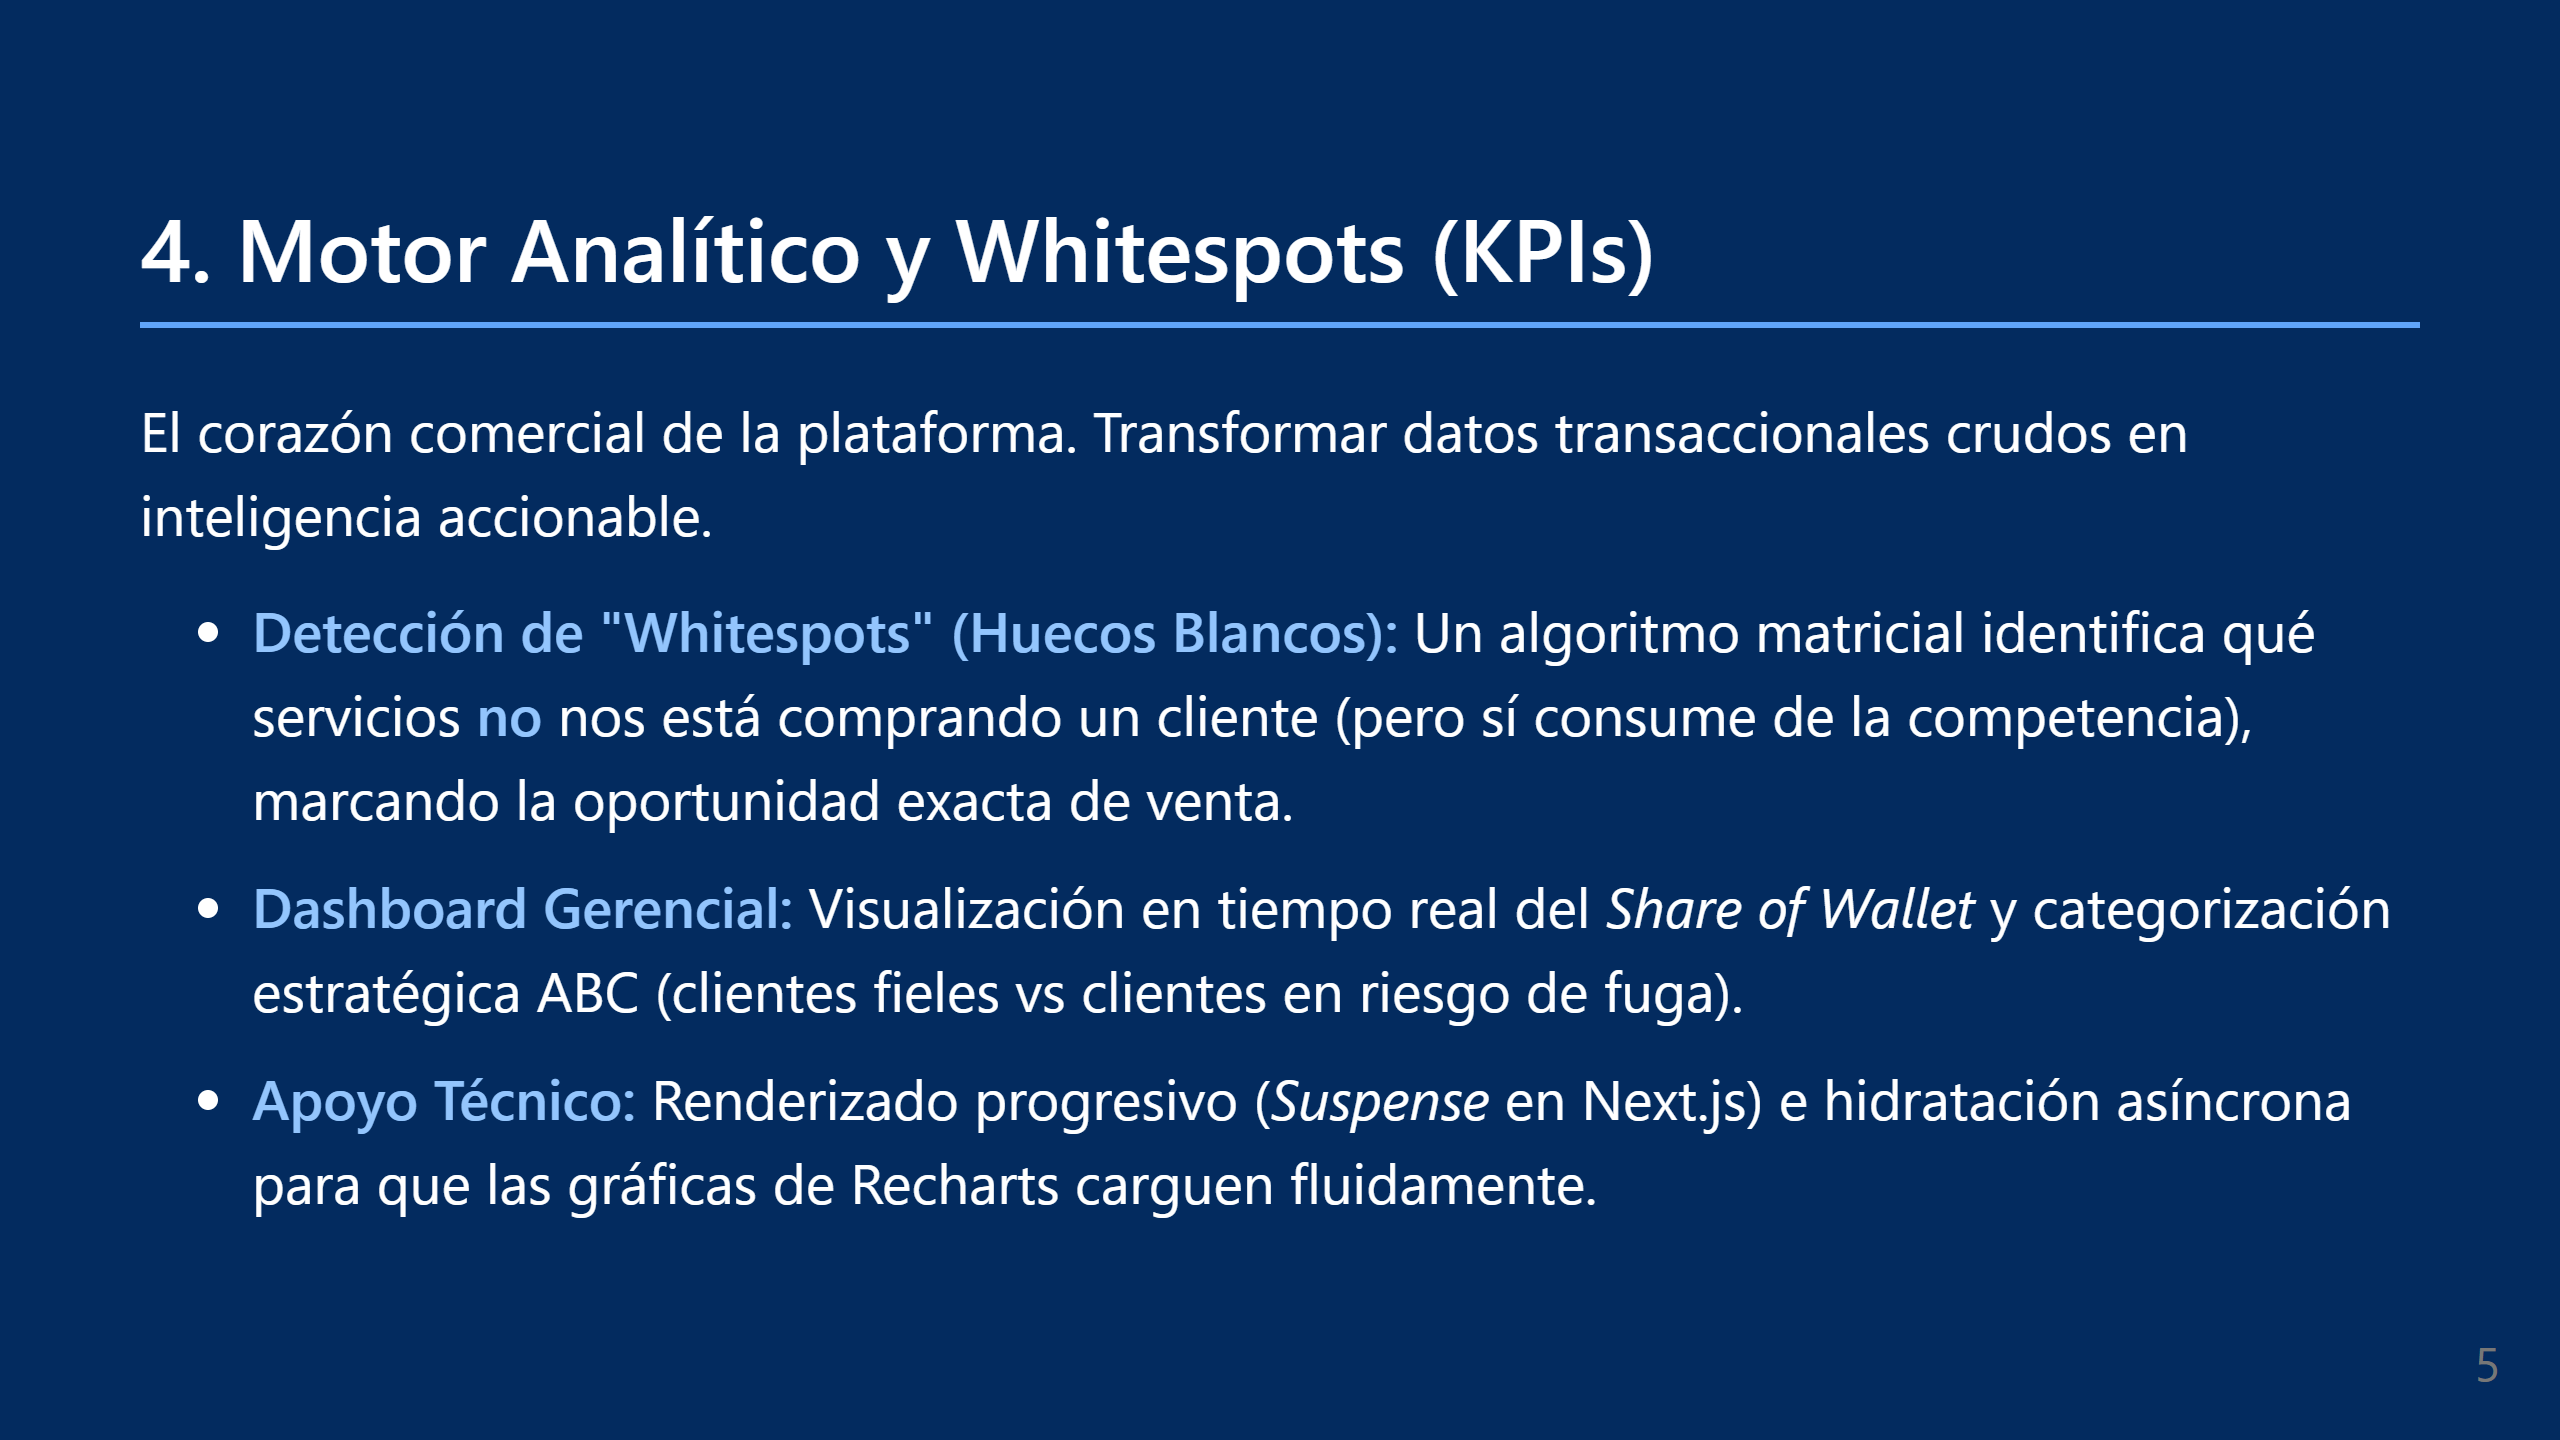 4. Motor Analítico y Whitespots (KPIs)
El corazón comercial de la plataforma. Transformar datos transaccionales crudos en
inteligencia accionable.
• Detección de "Whitespots" (Huecos Blancos): Un algoritmo matricial identifica qué
servicios no nos está comprando un cliente (pero sí consume de la competencia),
marcando la oportunidad exacta de venta.
• Dashboard Gerencial: Visualización en tiempo real del Share of Wallet y categorización
estratégica ABC (clientes fieles vs clientes en riesgo de fuga).
• Apoyo Técnico: Renderizado progresivo (Suspense en Next.js) e hidratación asíncrona
para que las gráficas de Recharts carguen fluidamente.
5